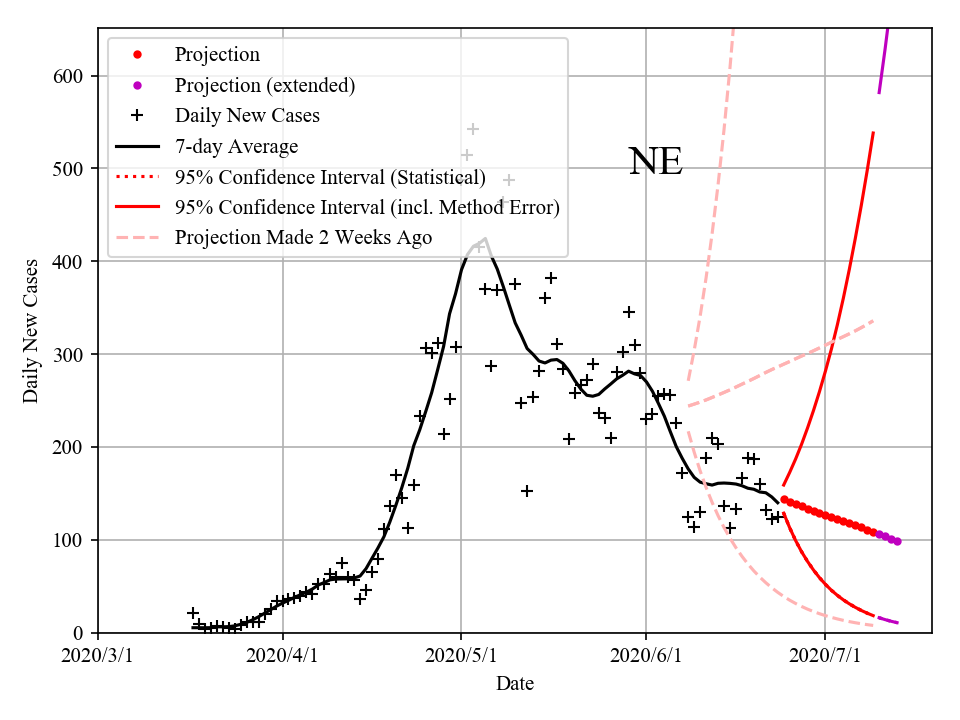 Projection
Projection (extended)
Daily New Cases
7-day Average
95% Confidence Interval (Statistical)
95% Confidence Interval (incl. Method Error)
Projection Made 2 Weeks Ago
NE
600
500
400
300
200
100
0
Daily New Cases
2020/3/1 2020/4/1 2020/5/1 2020/6/1 2020/7/1
Date